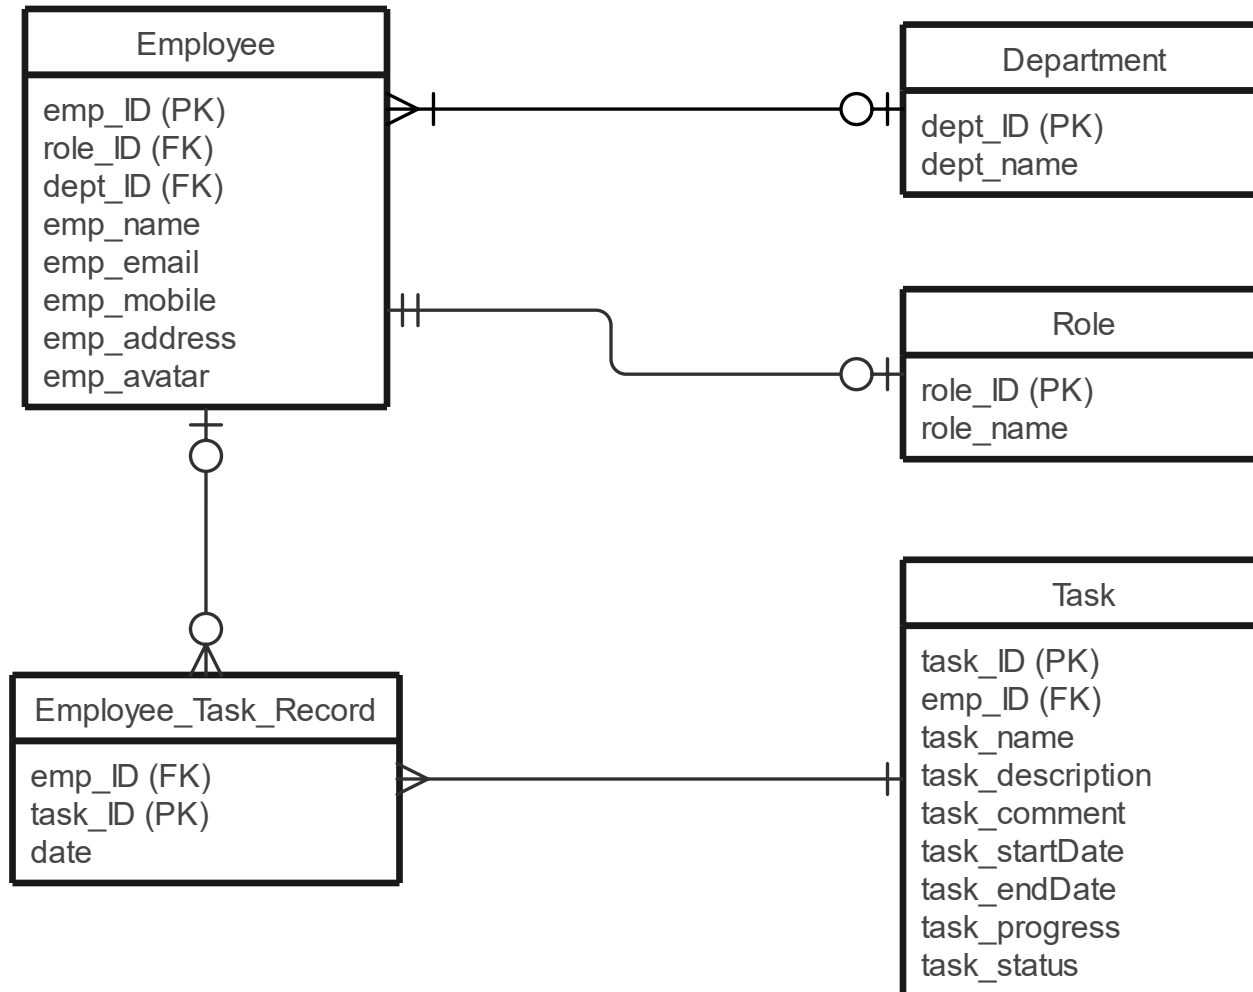 Employee
emp_ID (PK)
role_ID (FK)
dept_ID (FK)
emp_name
emp_email
emp_mobile
emp_address
emp_avatar
Department
dept_ID (PK)
dept_name
Role
role_ID (PK)
role_name
Employee_Task_Record
emp_ID (FK)
task_ID (PK)
date
Task
task_ID (PK)
emp_ID (FK)
task_name
task_description
task_comment
task_startDate
task_endDate
task_progress
task_status